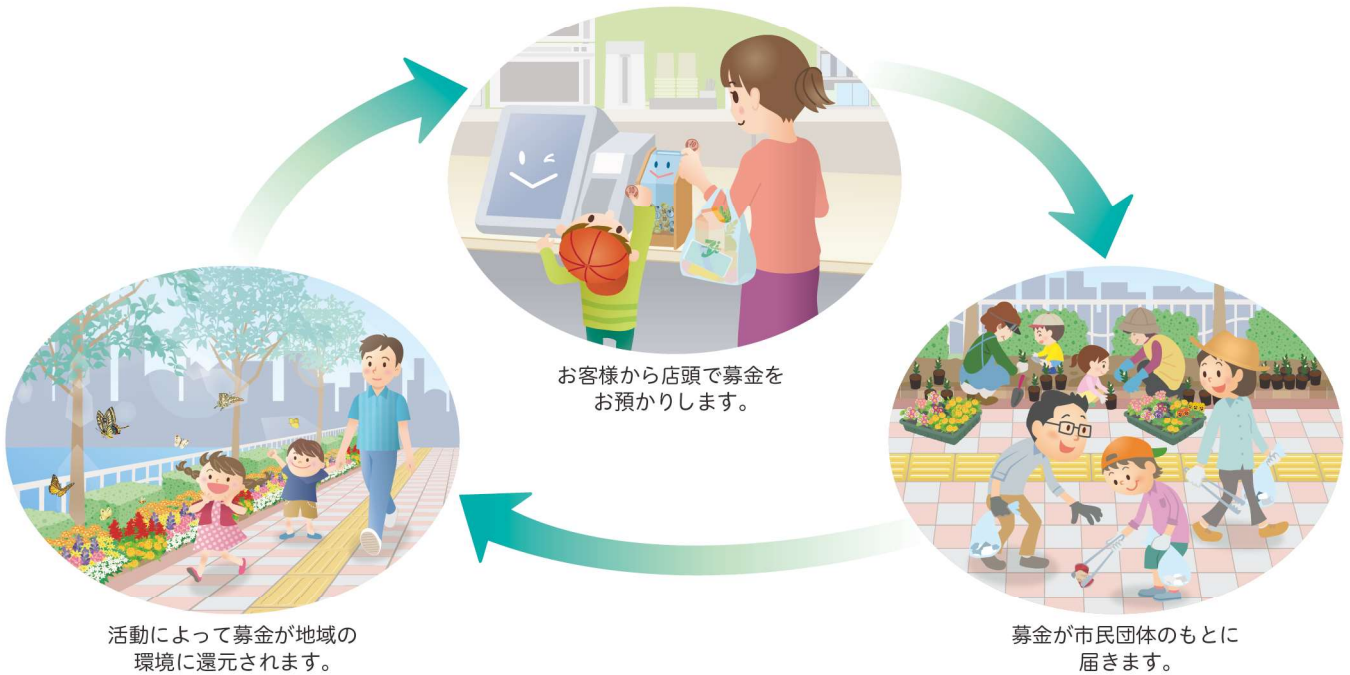 お客様から店頭で募金を
お預かりします。
募金が市民団体のもとに
届きます。
活動によって募金が地域の
環境に還元されます。